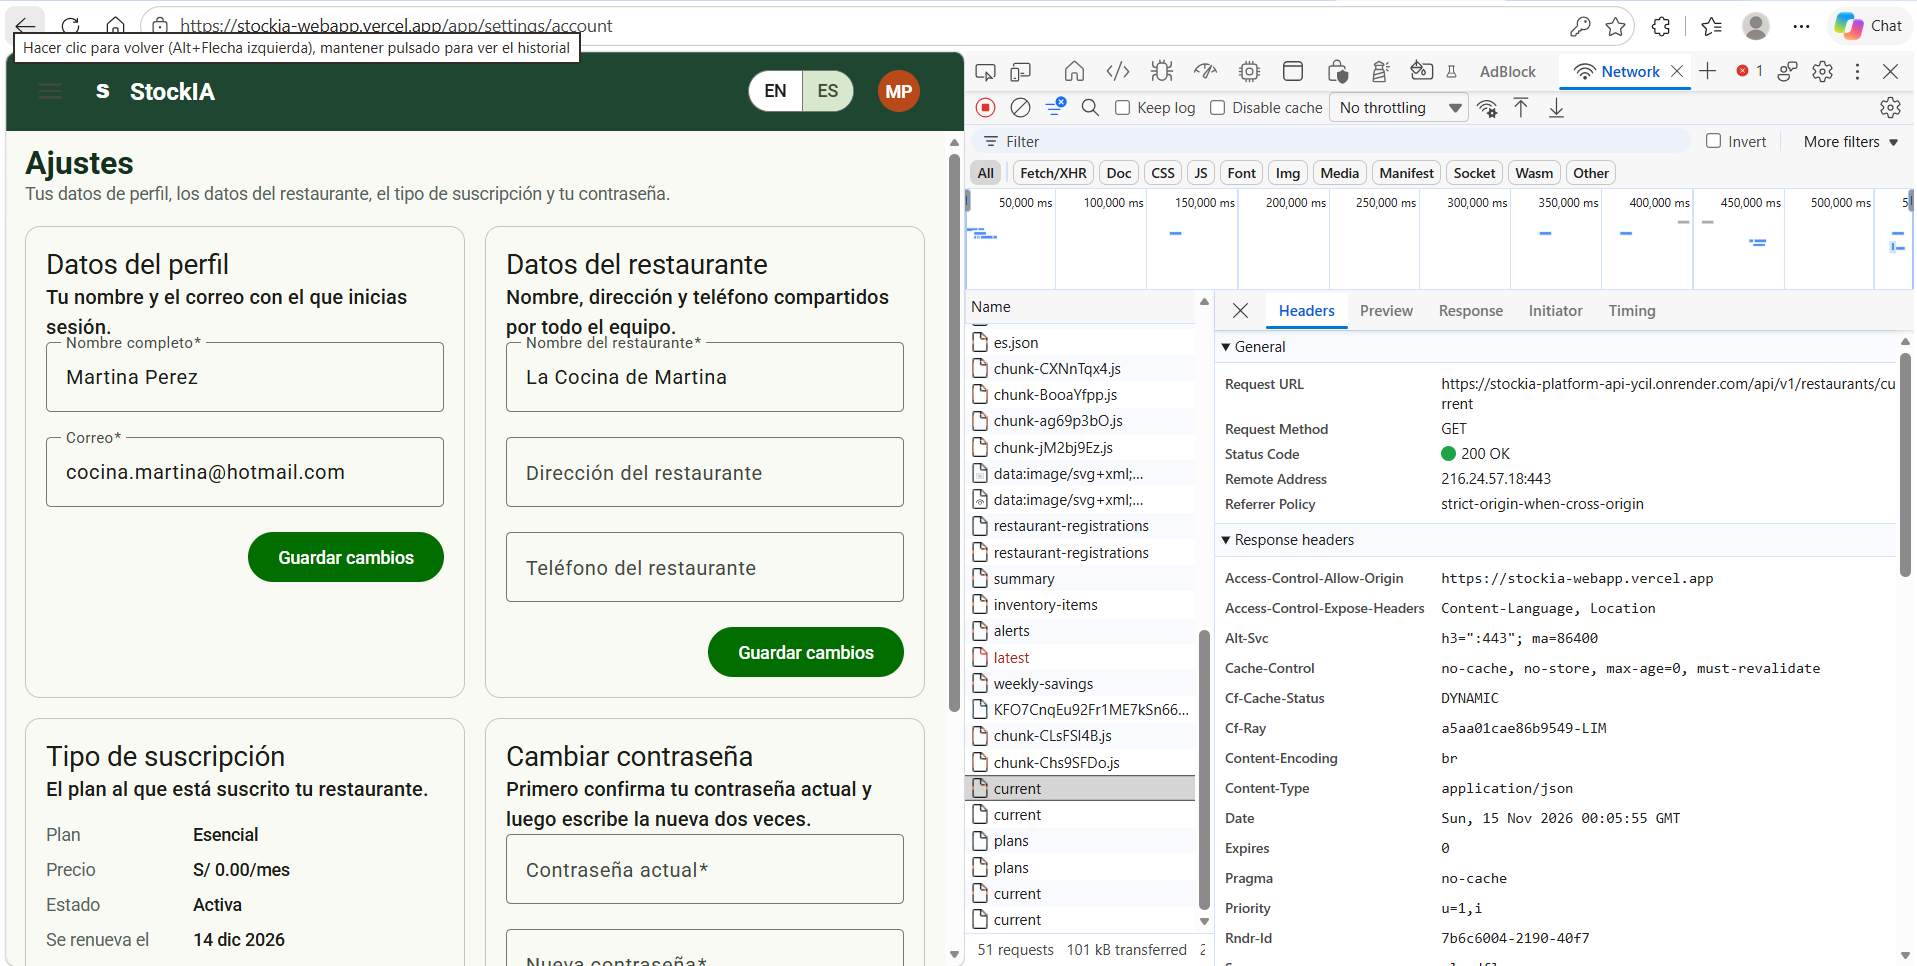 https://stockia-webapp.vercel.app/app/settings/account
Chat
Hacer clic para volver (Alt+Flecha izquierda), mantener pulsado para ver el historial
S StockIA
EN ES
MP
Ajustes
Tus datos de perfil, los datos del restaurante, el tipo de suscripción y tu contraseña.
Datos del perfil
Tu nombre y el correo con el que inicias
sesión.
Nombre completo*
Martina Perez
Correo*
cocina.martina@hotmail.com
Guardar cambios
Datos del restaurante
Nombre, dirección y teléfono compartidos
por todo el equipo.
Nombre del restaurante*
La Cocina de Martina
Dirección del restaurante
Teléfono del restaurante
Guardar cambios
Tipo de suscripción
El plan al que está suscrito tu restaurante.
Plan Esencial
Precio S/ 0.00/mes
Estado Activa
Se renueva el 14 dic 2026
Cambiar contraseña
Primero confirma tu contraseña actual y
luego escribe la nueva dos veces.
Contraseña actual*
Nueva contraseña*
AdBlock
Network
1
Keep log
Disable cache
No throttling
Filter
Invert
More filters
All Fetch/XHR Doc CSS JS Font Img Media Manifest Socket Wasm Other
50,000 ms 100,000 ms 150,000 ms 200,000 ms 250,000 ms 300,000 ms 350,000 ms 400,000 ms 450,000 ms 500,000 ms 5
Name
es.json
chunk-CXNnTqx4.js
chunk-BooaYfpp.js
chunk-ag69p3bO.js
chunk-jM2bj9Ez.js
data:image/svg+xml;...
data:image/svg+xml;...
restaurant-registrations
restaurant-registrations
summary
inventory-items
alerts
latest
weekly-savings
KFO7CnqEu92Fr1ME7kSn66...
chunk-CLsFSI4B.js
chunk-Chs9SFDo.js
current
current
plans
plans
current
current
51 requests 101 kB transferred 2
Headers Preview Response Initiator Timing
General
Request URL https://stockia-platform-api-ycil.onrender.com/api/v1/restaurants/cu
rrent
Request Method GET
Status Code 200 OK
Remote Address 216.24.57.18:443
Referrer Policy strict-origin-when-cross-origin
Response headers
Access-Control-Allow-Origin https://stockia-webapp.vercel.app
Access-Control-Expose-Headers Content-Language, Location
Alt-Svc h3=":443"; ma=86400
Cache-Control no-cache, no-store, max-age=0, must-revalidate
Cf-Cache-Status DYNAMIC
Cf-Ray a5aa01cae86b9549-LIM
Content-Encoding br
Content-Type application/json
Date Sun, 15 Nov 2026 00:05:55 GMT
Expires 0
Pragma no-cache
Priority u=1,i
Rndr-Id 7b6c6004-2190-40f7